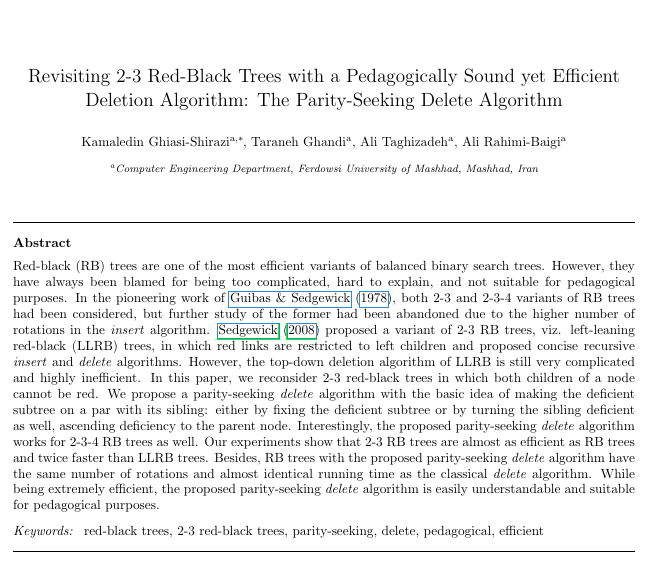 Revisiting 2-3 Red-Black Trees with a Pedagogically Sound yet Efficient
Deletion Algorithm: The Parity-Seeking Delete Algorithm
Kamaledin Ghiasi-Shirazia,∗, Taraneh Ghandia, Ali Taghizadeha, Ali Rahimi-Baigia
aComputer Engineering Department, Ferdowsi University of Mashhad, Mashhad, Iran
Abstract
Red-black (RB) trees are one of the most efficient variants of balanced binary search trees. However, they
have always been blamed for being too complicated, hard to explain, and not suitable for pedagogical
purposes. In the pioneering work of Guibas & Sedgewick (1978), both 2-3 and 2-3-4 variants of RB trees
had been considered, but further study of the former had been abandoned due to the higher number of
rotations in the insert algorithm. Sedgewick (2008) proposed a variant of 2-3 RB trees, viz. left-leaning
red-black (LLRB) trees, in which red links are restricted to left children and proposed concise recursive
insert and delete algorithms. However, the top-down deletion algorithm of LLRB is still very complicated
and highly inefficient. In this paper, we reconsider 2-3 red-black trees in which both children of a node
cannot be red. We propose a parity-seeking delete algorithm with the basic idea of making the deficient
subtree on a par with its sibling: either by fixing the deficient subtree or by turning the sibling deficient
as well, ascending deficiency to the parent node. Interestingly, the proposed parity-seeking delete algorithm
works for 2-3-4 RB trees as well. Our experiments show that 2-3 RB trees are almost as efficient as RB trees
and twice faster than LLRB trees. Besides, RB trees with the proposed parity-seeking delete algorithm have
the same number of rotations and almost identical running time as the classical delete algorithm. While
being extremely efficient, the proposed parity-seeking delete algorithm is easily understandable and suitable
for pedagogical purposes.
Keywords: red-black trees, 2-3 red-black trees, parity-seeking, delete, pedagogical, efficient